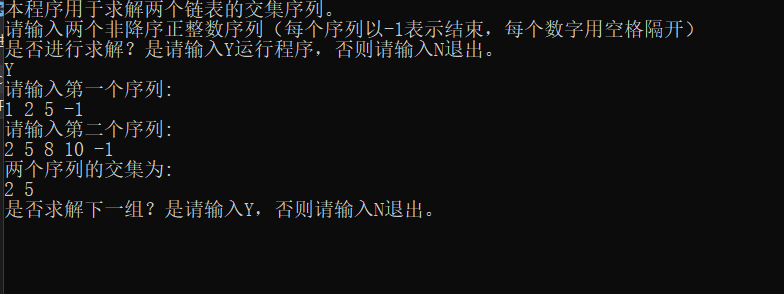 本程序用于求解两个链表的交集序列。
请输入两个非降序正整数序列（每个序列以-1表示结束，每个数字用空格隔开）
是否进行求解？是请输入Y运行程序，否则请输入N退出。
Y
请输入第一个序列:
1 2 5 -1
请输入第二个序列:
2 5 8 10 -1
两个序列的交集为:
2 5
是否求解下一组？是请输入Y，否则请输入N退出。